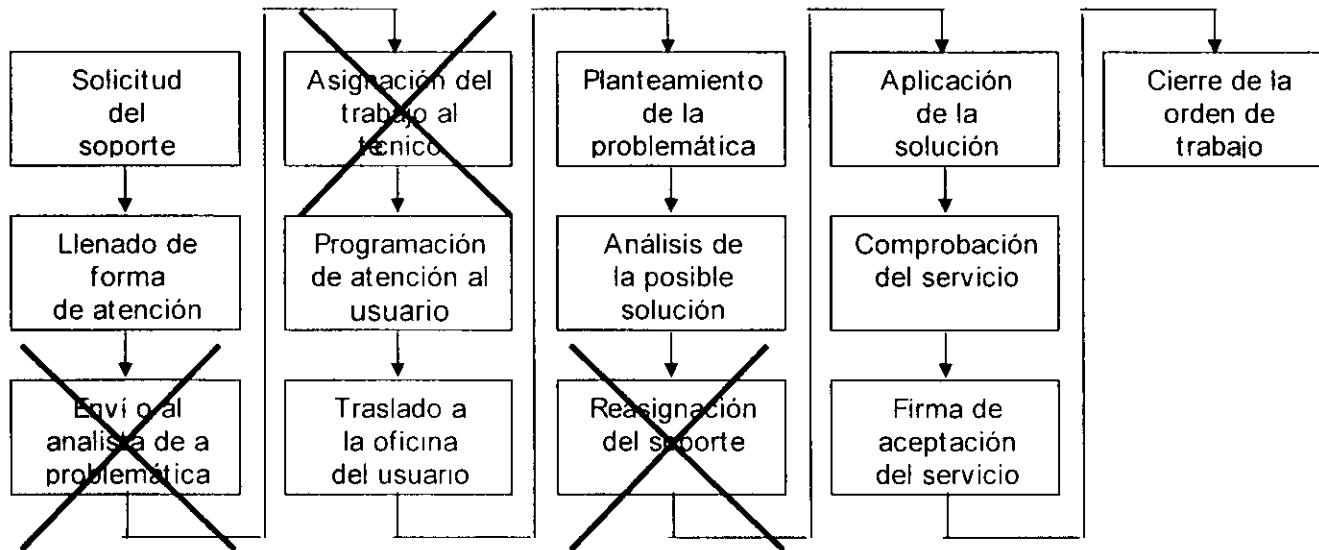 Solicitud
del
soporte
Llenado de
forma
de atención
Enví o al
analista de a
problemática
Asignación del
trabajo al
técnico
Programación
de atención al
usuario
Traslado a
la oficina
del usuario
Planteamiento
de la
problemática
Análisis de
la posible
solución
Reasignación
del soporte
Aplicación
de la
solución
Comprobación
del servicio
Firma de
aceptación
del servicio
Cierre de la
orden de
trabajo